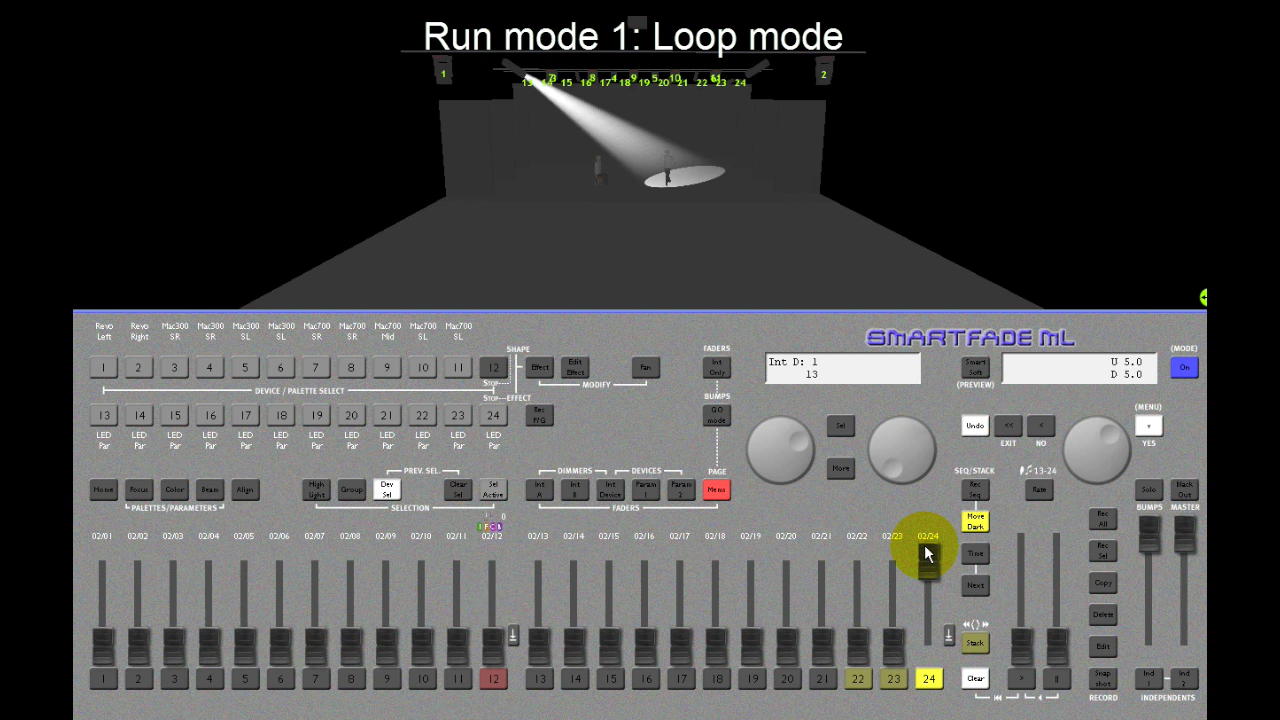 Run mode 1: Loop mode
1
2
13 15 16 8 17 4 18 9 19 5 20 10 21 22 23 24
SMARTFADE ML
Revo Left
Revo Right
Mac300 SR
Mac300 SR
Mac300 SL
Mac300 SL
Mac700 SR
Mac700 SR
Mac700 Mid
Mac700 SL
Mac700 SL
1 2 3 4 5 6 7 8 9 10 11 12
SHAPE
Effect
Edit Effect
Fan
STOP
DEVICE / PALETTE SELECT
MODIFY
STOP EFFECT
13 14 15 16 17 18 19 20 21 22 23 24
Rec F/G
LED Par LED Par LED Par LED Par LED Par LED Par LED Par LED Par LED Par LED Par LED Par LED Par
FADERS
Int Only
BUMPS
GO mode
Int D: 1
13
Smart Soft
(PREVIEW)
U 5.0
D 5.0
(MODE)
On
Sel
More
Undo
<<
<
EXIT
NO
(MENU)
YES
PREV. SEL.
DIMMERS
DEVICES
PAGE
SEQ/STACK
13-24
Home
Focus
Color
Beam
Align
High Light
Group
Dev Sel
Clear Sel
Sel Active
Int A
Int B
Int Device
Param 1
Param 2
Mems
Rec Seq
Rate
Solo
Black Out
PALETTES/PARAMETERS
SELECTION
FADERS
BUMPS
MASTER
0
I F C B
Move Dark
Rec All
02/01 02/02 02/03 02/04 02/05 02/06 02/07 02/08 02/09 02/10 02/11 02/12 02/13 02/14 02/15 02/16 02/17 02/18 02/19 02/20 02/21 02/22 02/23 02/24
Time
Rec Sel
Next
Copy
Delete
Stack
Edit
1 2 3 4 5 6 7 8 9 10 11 12 13 14 15 16 17 18 19 20 21 22 23 24
Clear
>
II
Snap shot
Ind 1
Ind 2
RECORD
INDEPENDENTS